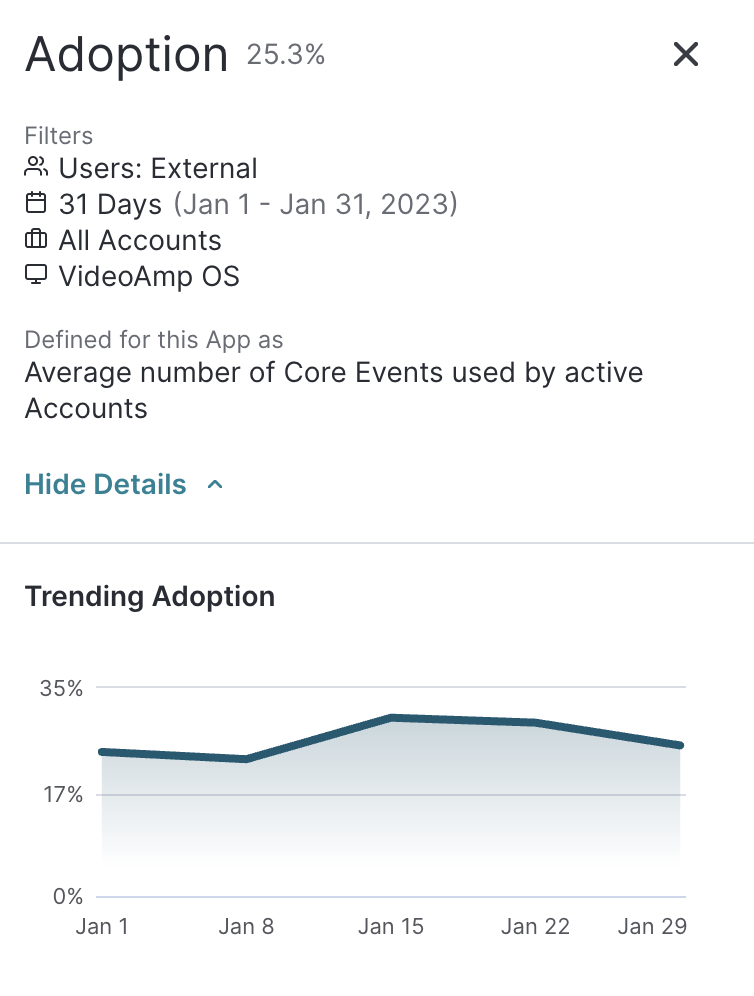 Adoption 25.3%
Filters
Users: External
31 Days (Jan 1 - Jan 31, 2023)
All Accounts
VideoAmp OS
Defined for this App as
Average number of Core Events used by active
Accounts
Hide Details
Trending Adoption
35%
17%
0%
Jan 1 Jan 8 Jan 15 Jan 22 Jan 29